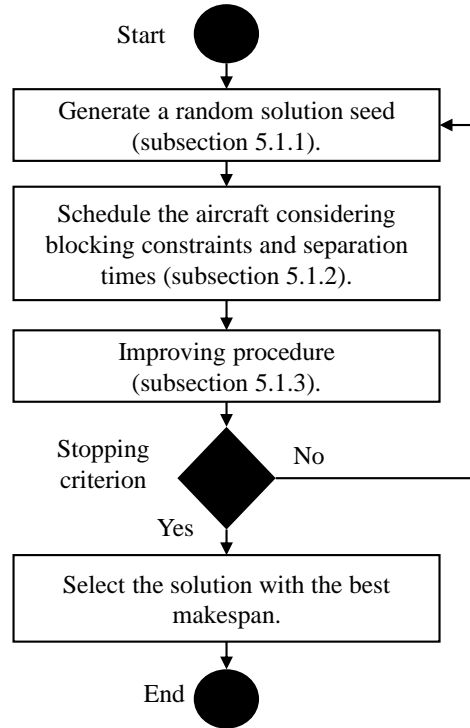 Start
Generate a random solution seed
(subsection 5.1.1).
Schedule the aircraft considering
blocking constraints and separation
times (subsection 5.1.2).
Improving procedure
(subsection 5.1.3).
Stopping
criterion
No
Yes
Select the solution with the best
makespan.
End